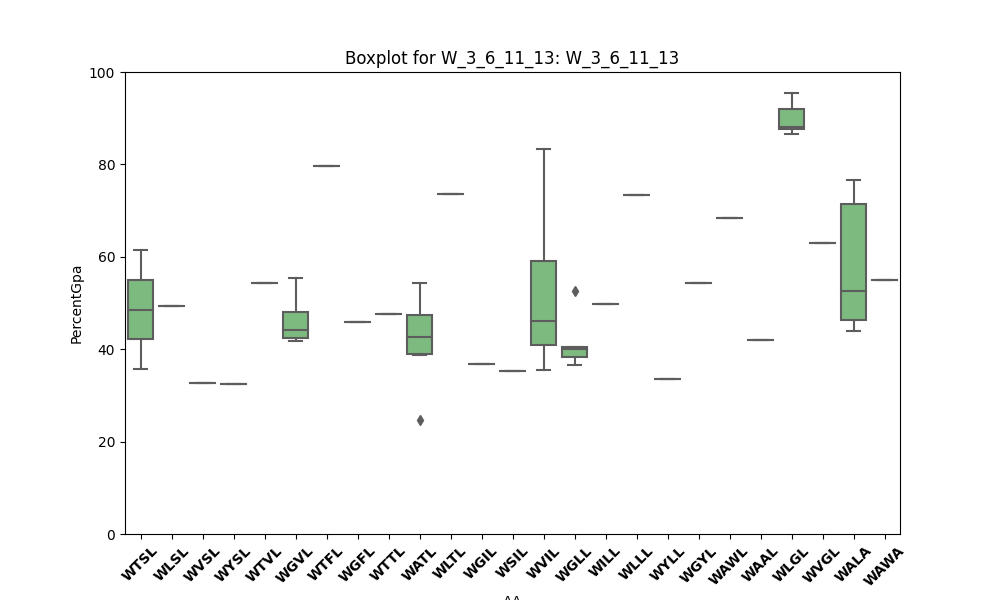 Boxplot for W_3_6_11_13: W_3_6_11_13
PercentGpa
100
80
60
40
20
0
WTSL WLSL WVSL WYSL WTVL WGVL WTFL WGFL WTTL WATL WLTL WGIL WSIL WVIL WGLL WILL WLLL WYLL WGYL WAWL WAAL WLGL WVGL WALA WAWA
AA